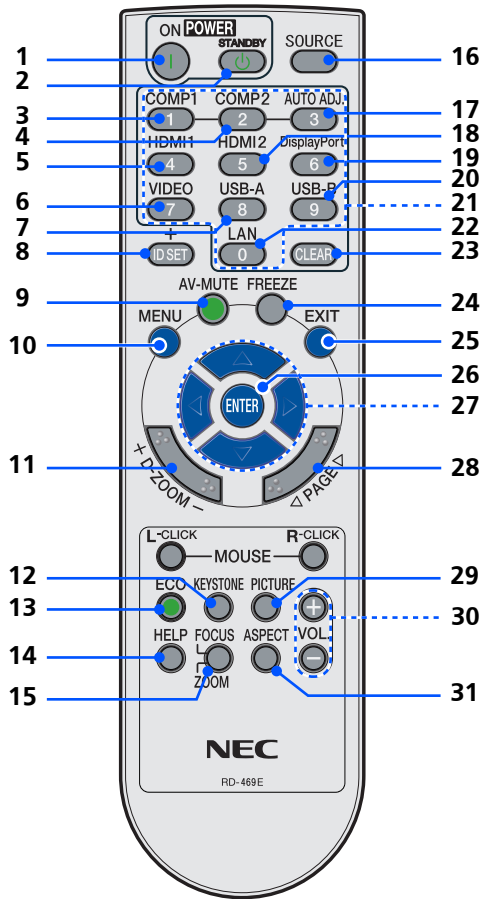 ON POWER
STANDBY
SOURCE
1
2
16
COMP1 COMP2 AUTO ADJ.
1 2 3
3
4
17
18
HDMI1 HDMI2 DisplayPort
4 5 6
5
19
20
VIDEO USB-A USB-B
7 8 9
6
21
7
22
+ LAN
ID SET 0 CLEAR
8
23
AV-MUTE FREEZE
9
24
MENU EXIT
10
25
26
ENTER
27
+ D-ZOOM −
◁ PAGE ▷
11
28
L-CLICK R-CLICK
MOUSE
12
29
ECO KEYSTONE PICTURE
13
+
30
HELP FOCUS ASPECT VOL.
14
−
15
ZOOM
31
NEC
RD-469E